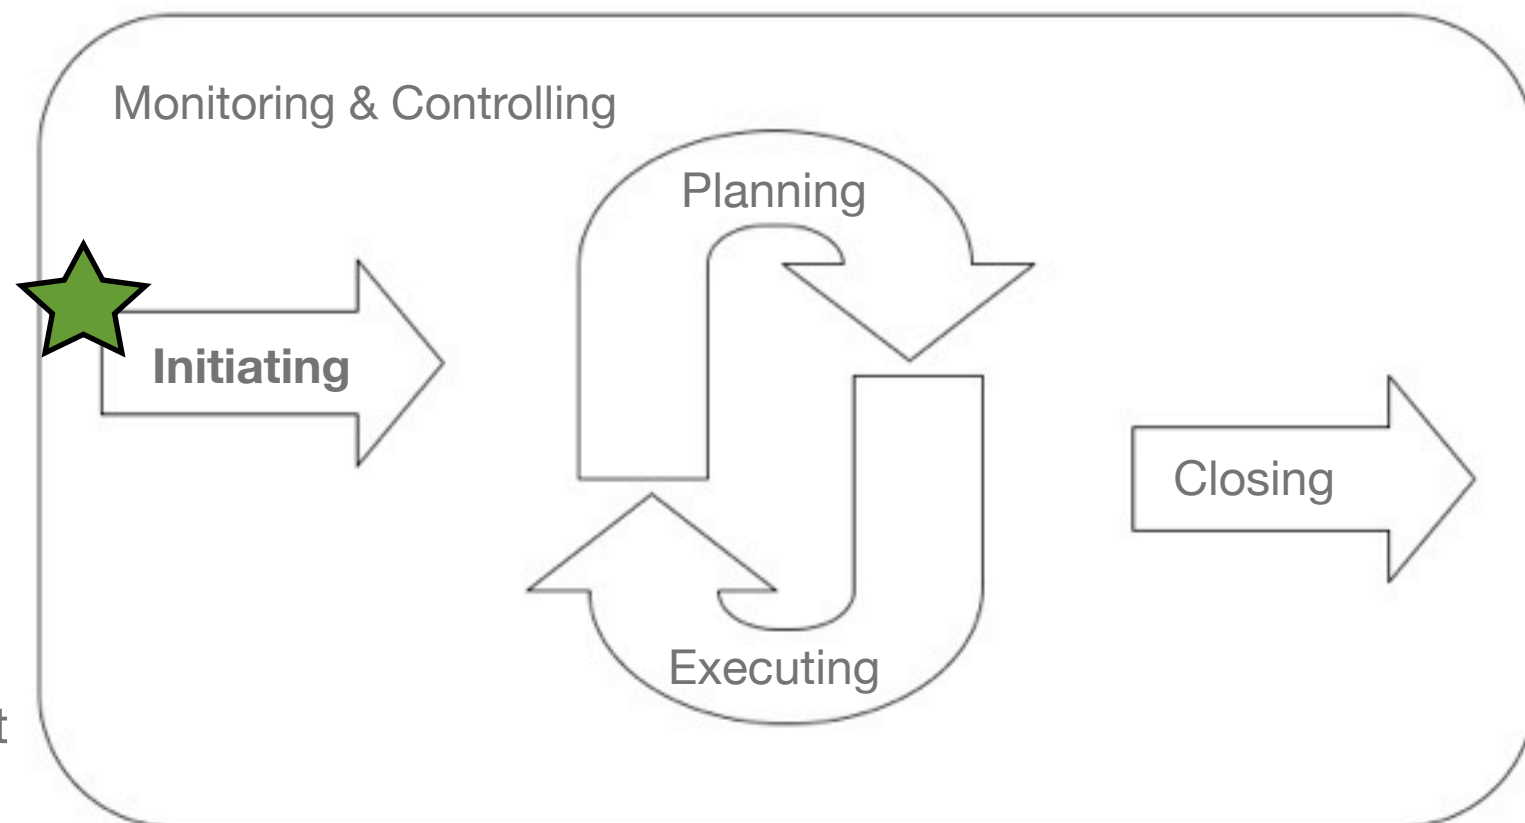 Monitoring & Controlling
Planning
Initiating
Closing
Executing
t